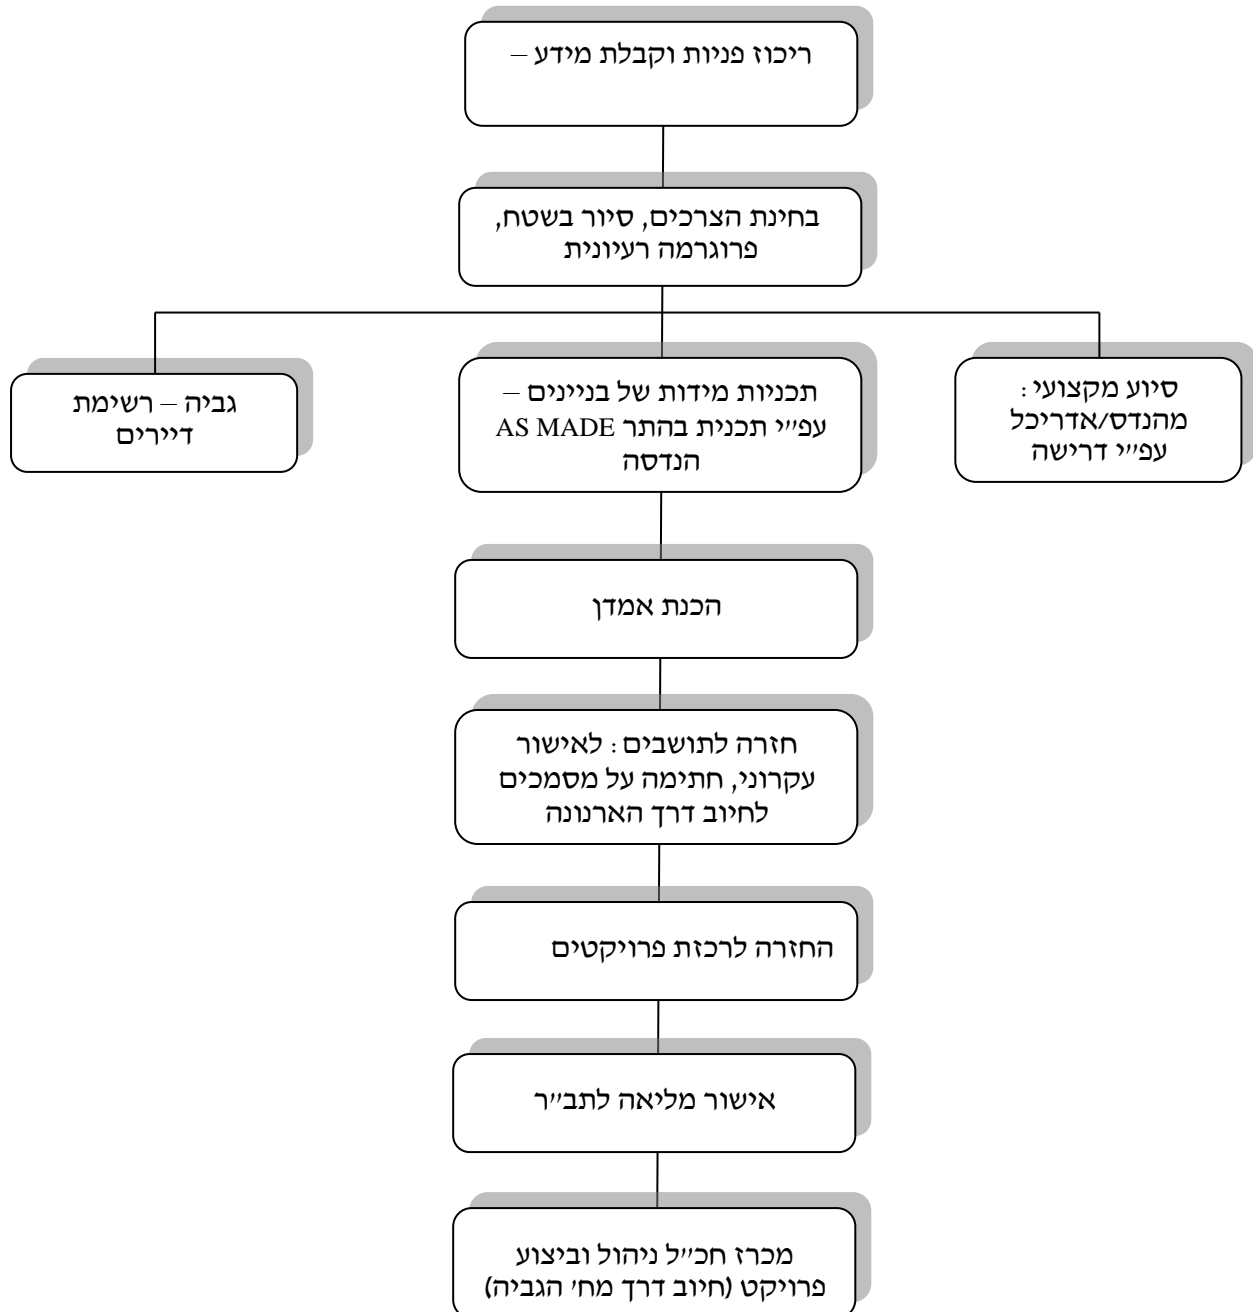 ריכוז פניות וקבלת מידע –
בחינת הצרכים, סיור בשטח,
פרוגרמה רעיונית
סיוע מקצועי:
מהנדס/אדריכל
עפ״י דרישה
תכניות מידות של בניינים –
עפ״י תכנית בהתר AS MADE
הנדסה
גביה – רשימת
דיירים
הכנת אמדן
חזרה לתושבים: לאישור
עקרוני, חתימה על מסמכים
לחיוב דרך הארנונה
החזרה לרכזת פרויקטים
אישור מליאה לתב״ר
מכרז חכ״ל ניהול וביצוע
פרויקט (חיוב דרך מח׳ הגביה)